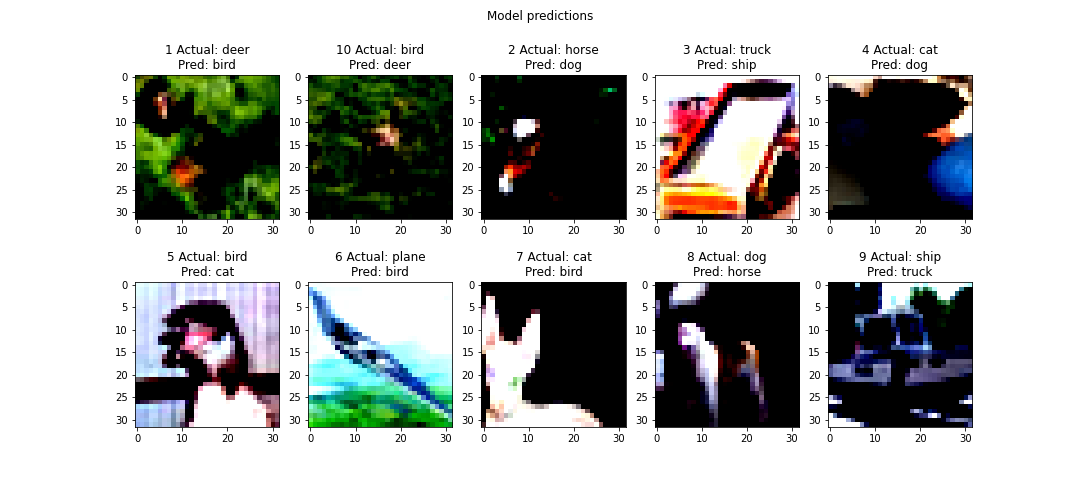 Model predictions
1 Actual: deer
Pred: bird
10 Actual: bird
Pred: deer
2 Actual: horse
Pred: dog
3 Actual: truck
Pred: ship
4 Actual: cat
Pred: dog
0
5
10
15
20
25
30
0 10 20 30
0
5
10
15
20
25
30
0 10 20 30
0
5
10
15
20
25
30
0 10 20 30
0
5
10
15
20
25
30
0 10 20 30
0
5
10
15
20
25
30
0 10 20 30
5 Actual: bird
Pred: cat
6 Actual: plane
Pred: bird
7 Actual: cat
Pred: bird
8 Actual: dog
Pred: horse
9 Actual: ship
Pred: truck
0
5
10
15
20
25
30
0 10 20 30
0
5
10
15
20
25
30
0 10 20 30
0
5
10
15
20
25
30
0 10 20 30
0
5
10
15
20
25
30
0 10 20 30
0
5
10
15
20
25
30
0 10 20 30